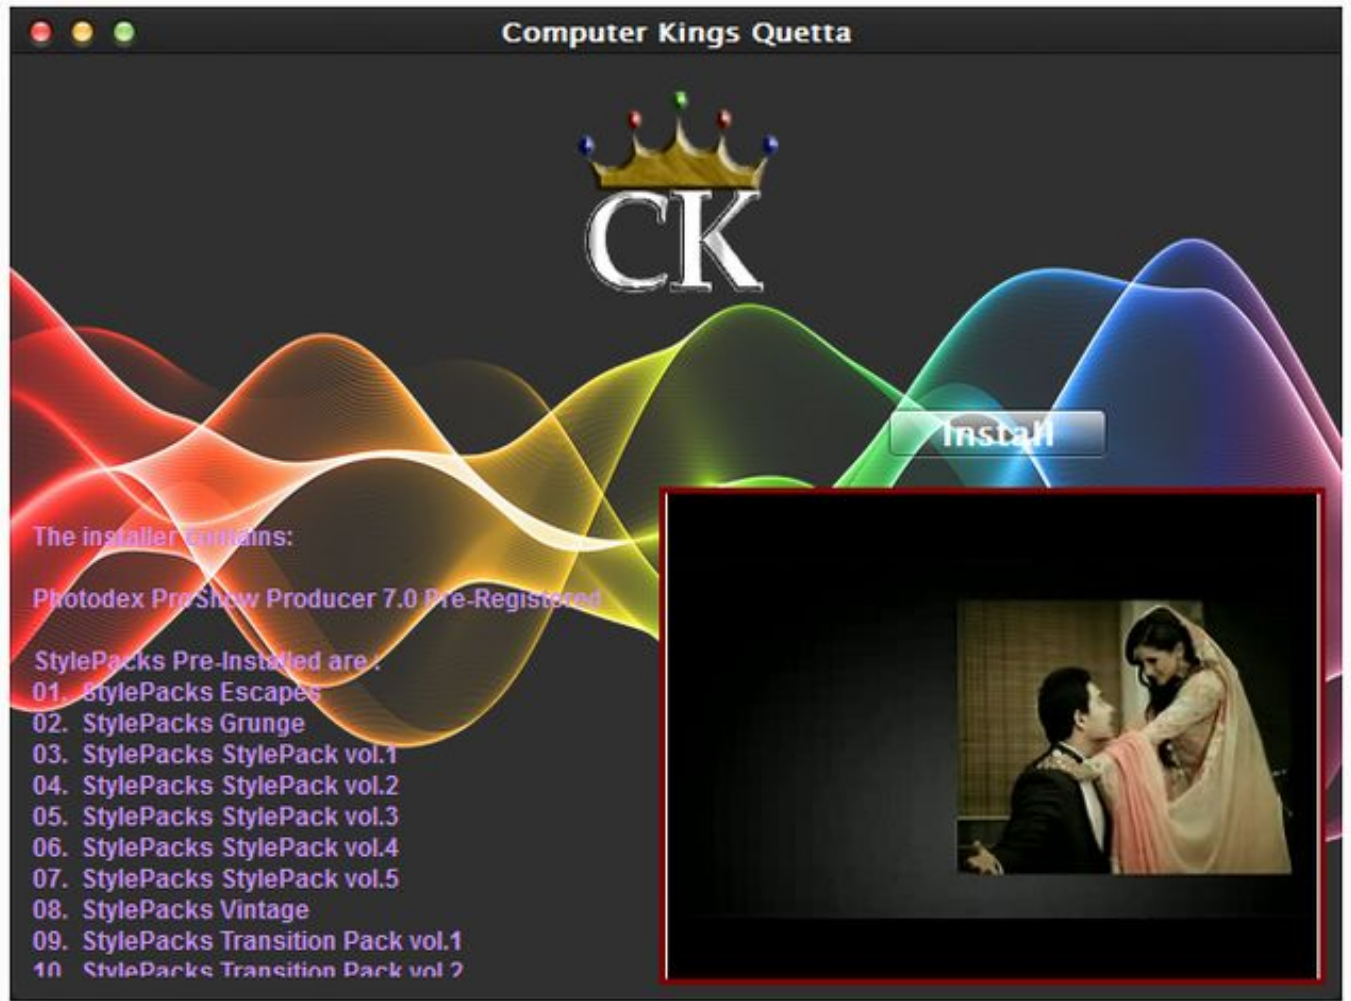 Computer Kings Quetta
CK
Install
The installer contains:
Photodex ProShow Producer 7.0 Pre-Registered
StylePacks Pre-Installed are :
01. StylePacks Escapes
02. StylePacks Grunge
03. StylePacks StylePack vol.1
04. StylePacks StylePack vol.2
05. StylePacks StylePack vol.3
06. StylePacks StylePack vol.4
07. StylePacks StylePack vol.5
08. StylePacks Vintage
09. StylePacks Transition Pack vol.1
10. StylePacks Transition Pack vol.2